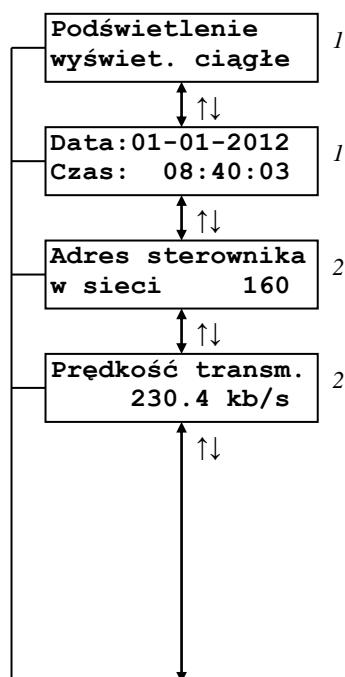 Podświetlenie
wyświet. ciągłe
1
↑↓
Data:01-01-2012
Czas: 08:40:03
1
↑↓
Adres sterownika
w sieci 160
2
↑↓
Prędkość transm.
230.4 kb/s
2
↑↓